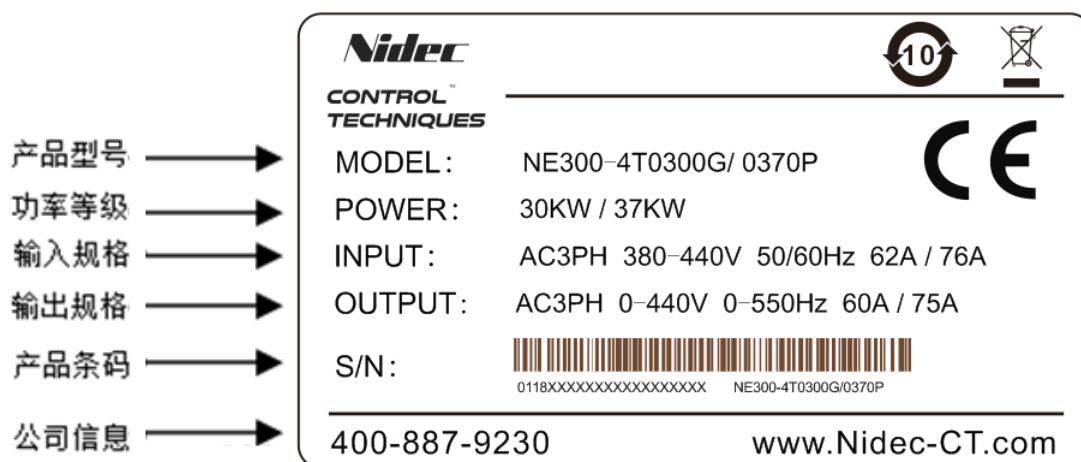 Nidec
CONTROL™
TECHNIQUES
10
CE
产品型号
MODEL: NE300-4T0300G/ 0370P
功率等级
POWER: 30KW / 37KW
输入规格
INPUT: AC3PH 380-440V 50/60Hz 62A / 76A
输出规格
OUTPUT: AC3PH 0-440V 0-550Hz 60A / 75A
产品条码
S/N:
0118XXXXXXXXXXXXXXXXXX NE300-4T0300G/0370P
公司信息
400-887-9230 www.Nidec-CT.com